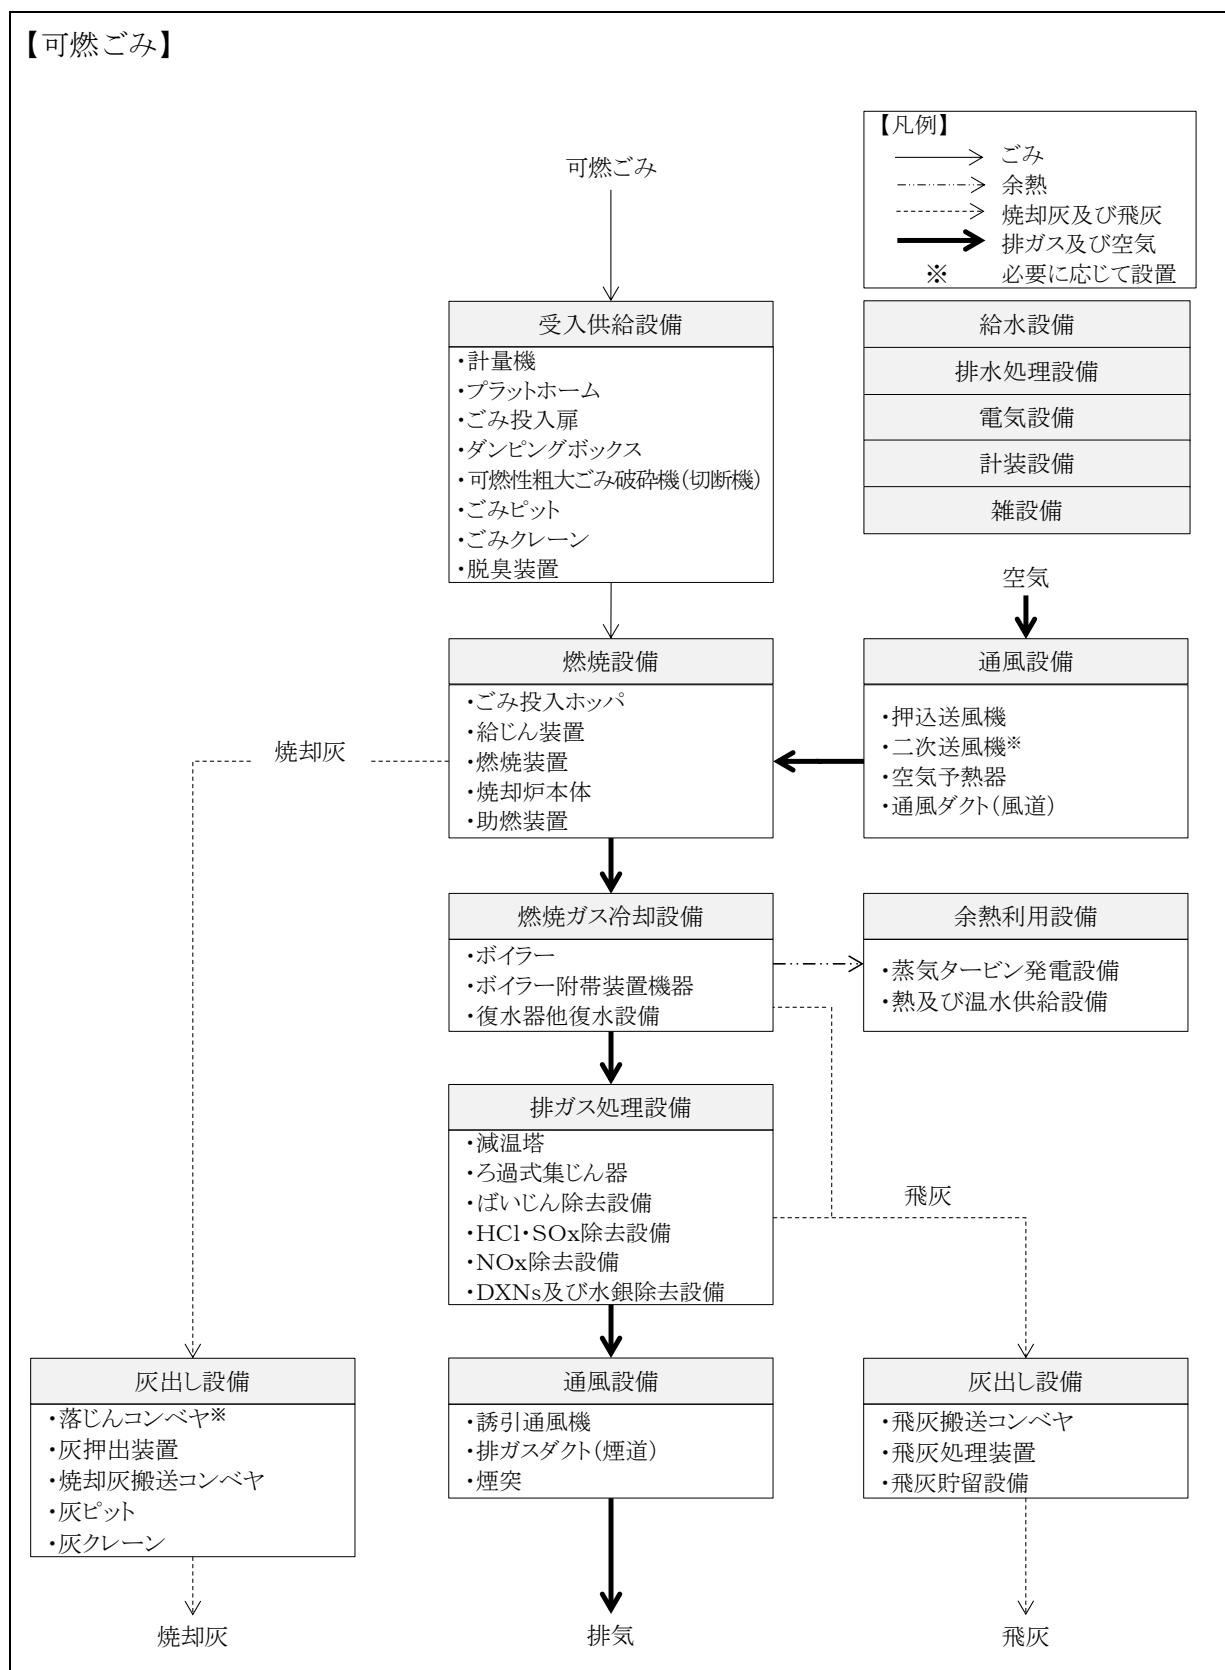 【可燃ごみ】
【凡例】
ごみ
余熱
焼却灰及び飛灰
排ガス及び空気
※ 必要に応じて設置
可燃ごみ
受入供給設備
・計量機
・プラットホーム
・ごみ投入扉
・ダンピングボックス
・可燃性粗大ごみ破砕機(切断機)
・ごみピット
・ごみクレーン
・脱臭装置
給水設備
排水処理設備
電気設備
計装設備
雑設備
空気
燃焼設備
・ごみ投入ホッパ
・給じん装置
・燃焼装置
・焼却炉本体
・助燃装置
通風設備
・押込送風機
・二次送風機※
・空気予熱器
・通風ダクト(風道)
焼却灰
燃焼ガス冷却設備
・ボイラー
・ボイラー附帯装置機器
・復水器他復水設備
余熱利用設備
・蒸気タービン発電設備
・熱及び温水供給設備
排ガス処理設備
・減温塔
・ろ過式集じん器
・ばいじん除去設備
・HCl・SOx除去設備
・NOx除去設備
・DXNs及び水銀除去設備
飛灰
灰出し設備
・落じんコンベヤ※
・灰押出装置
・焼却灰搬送コンベヤ
・灰ピット
・灰クレーン
通風設備
・誘引通風機
・排ガスダクト(煙道)
・煙突
灰出し設備
・飛灰搬送コンベヤ
・飛灰処理装置
・飛灰貯留設備
焼却灰
排気
飛灰